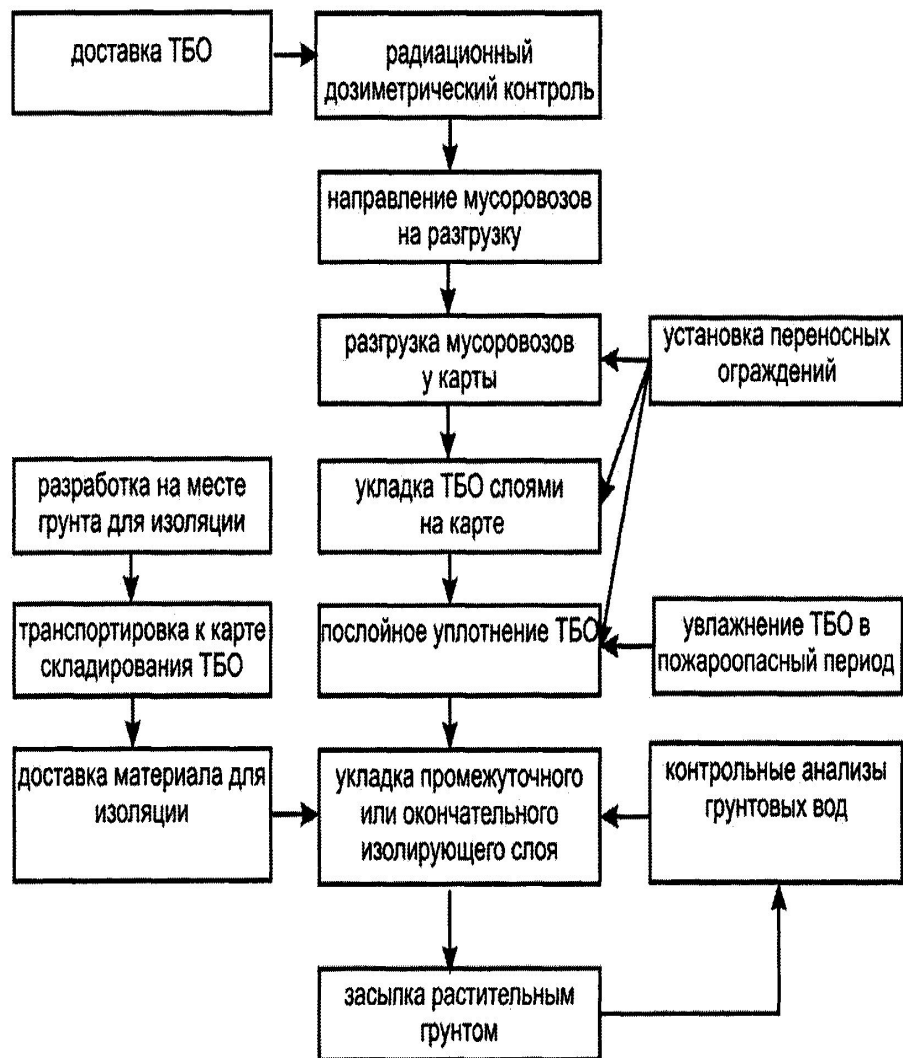 доставка ТБО
радиационный
дозиметрический контроль
направление мусоровозов
на разгрузку
разгрузка мусоровозов
у карты
установка переносных
ограждений
разработка на месте
грунта для изоляции
укладка ТБО слоями
на карте
транспортировка к карте
складирования ТБО
послойное уплотнение ТБО
увлажнение ТБО в
пожароопасный период
доставка материала для
изоляции
укладка промежуточного
или окончательного
изолирующего слоя
контрольные анализы
грунтовых вод
засыпка растительным
грунтом